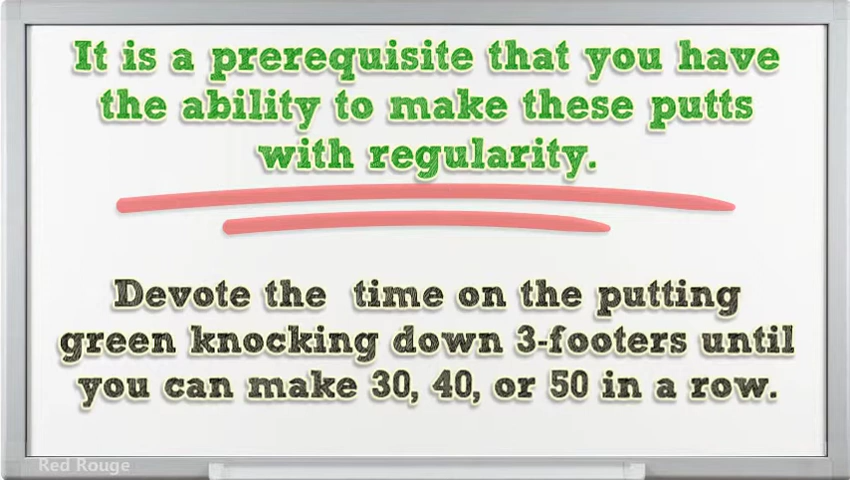 It is a prerequisite that you have
the ability to make these putts
with regularity.
Devote the time on the putting
green knocking down 3-footers until
you can make 30, 40, or 50 in a row.
Red Rouge